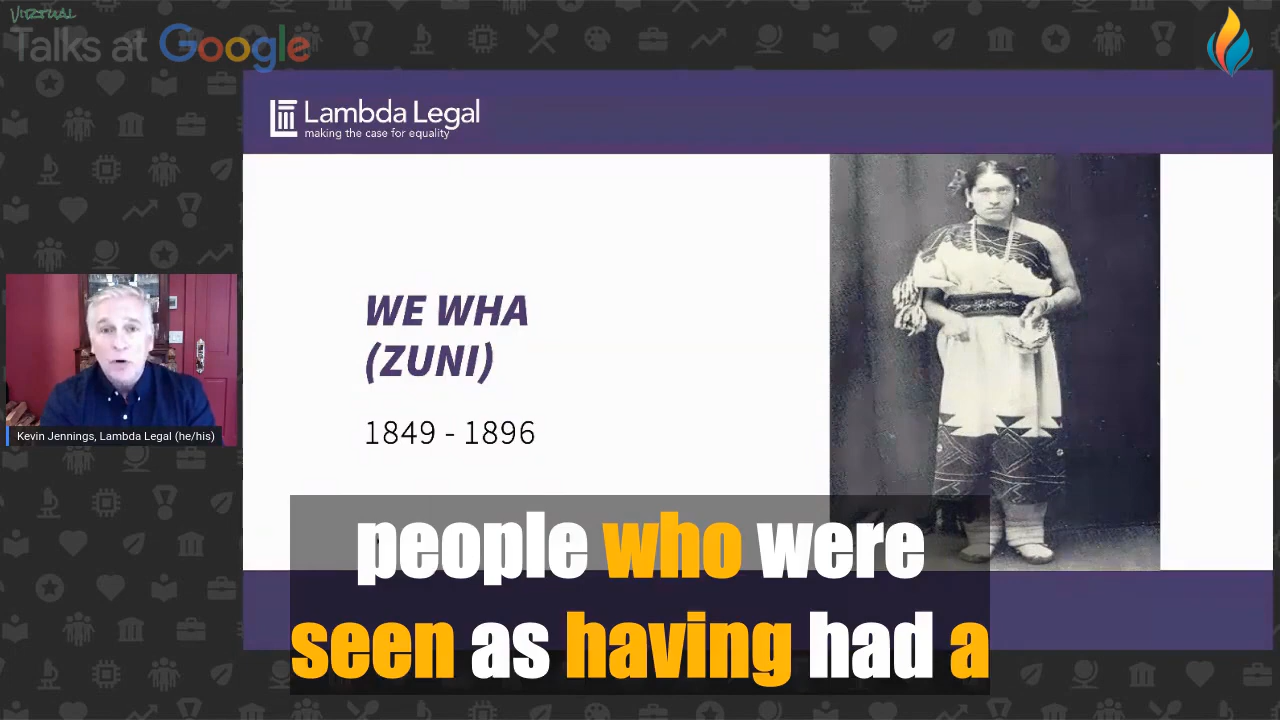 VIRTUAL
Talks at Google
Lambda Legal
making the case for equality
WE WHA
(ZUNI)
1849 - 1896
Kevin Jennings, Lambda Legal (he/his)
people who were
seen as having had a